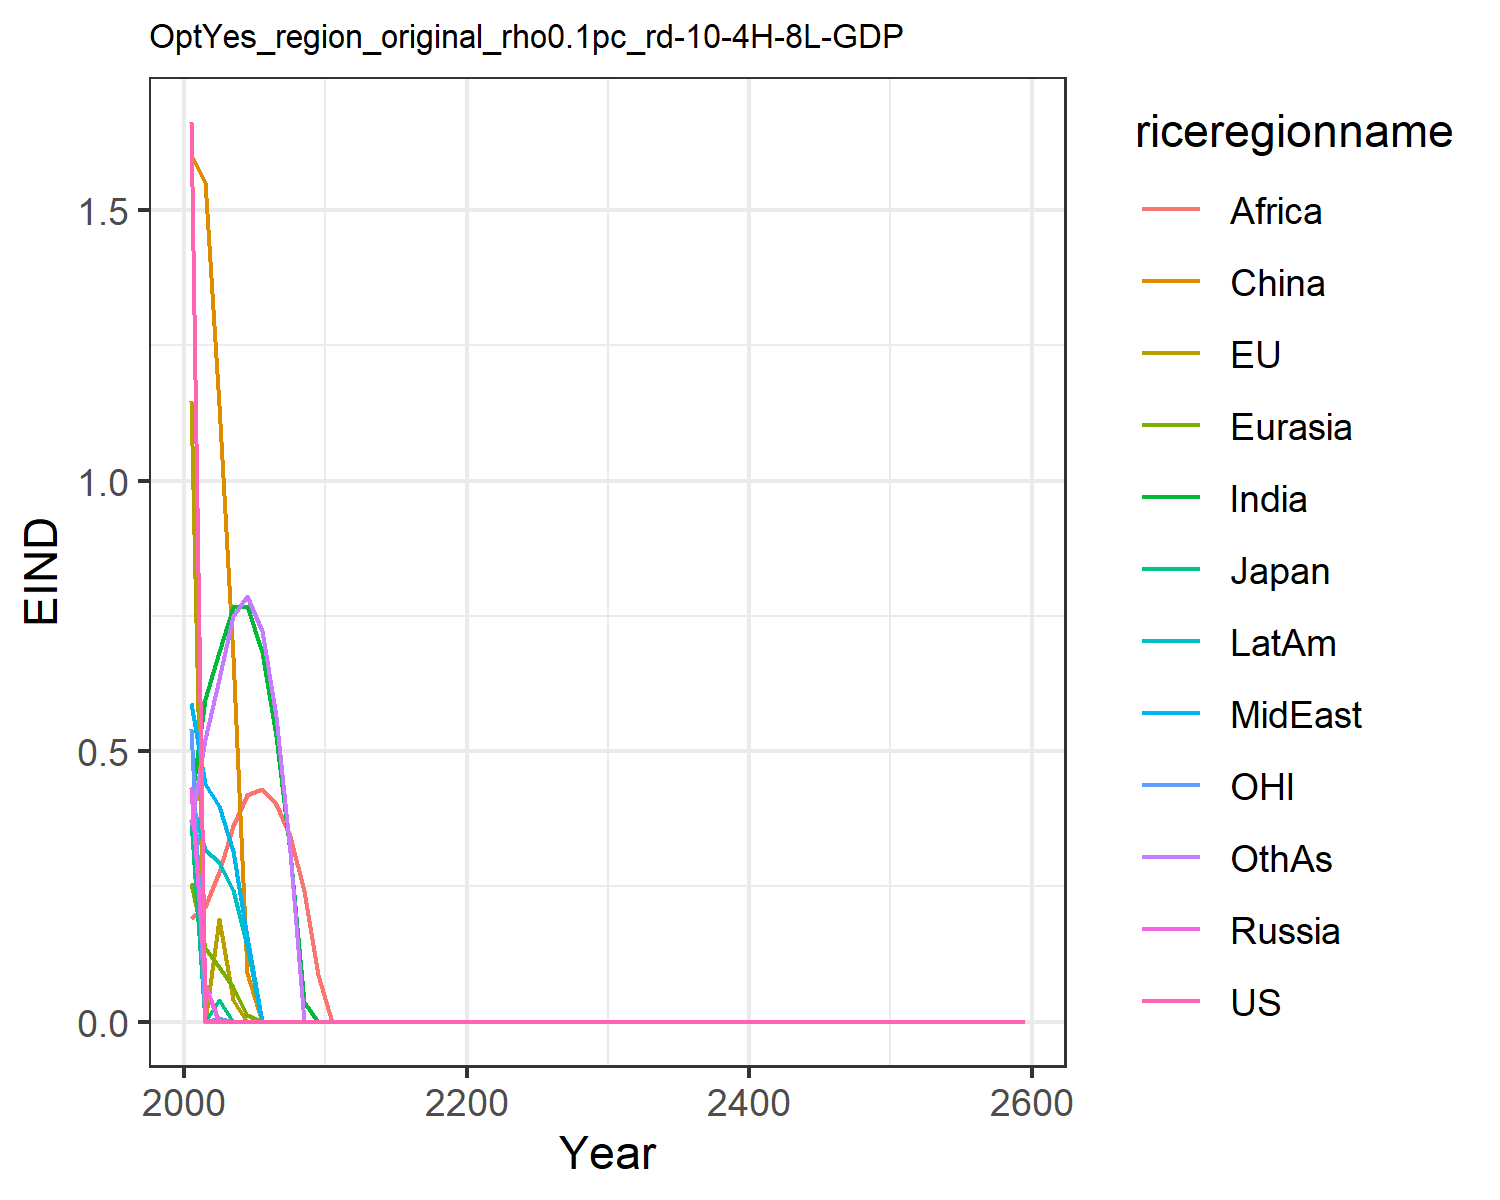 OptYes_region_original_rho0.1pc_rd-10-4H-8L-GDP
riceregionname
Africa
China
EU
Eurasia
India
Japan
LatAm
MidEast
OHI
OthAs
Russia
US
EIND
1.5
1.0
0.5
0.0
2000 2200 2400 2600
Year